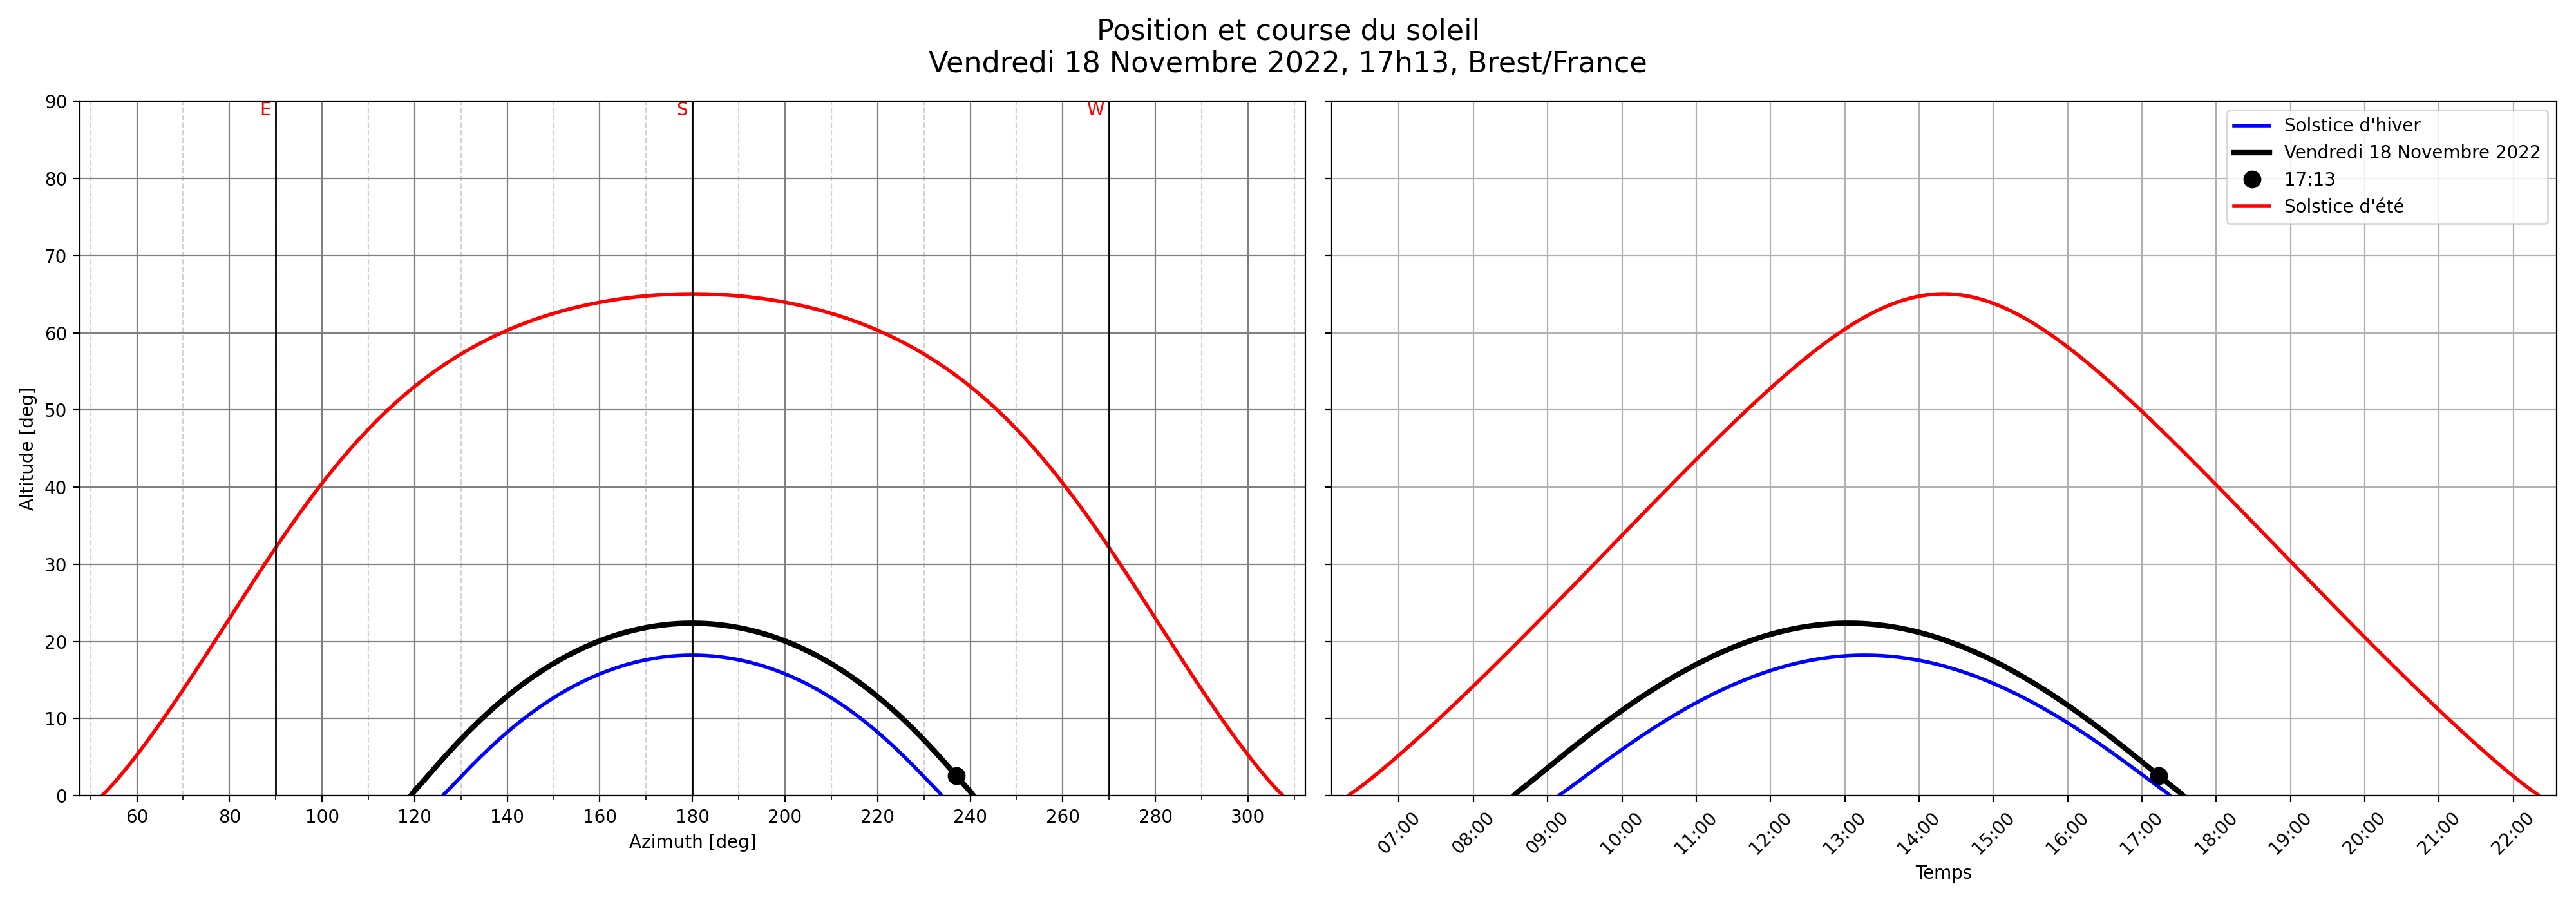 Position et course du soleil
Vendredi 18 Novembre 2022, 17h13, Brest/France
E
S
W
90
80
70
60
50
40
30
20
10
0
Altitude [deg]
60 80 100 120 140 160 180 200 220 240 260 280 300
Azimuth [deg]
Solstice d'hiver
Vendredi 18 Novembre 2022
17:13
Solstice d'été
07:00 08:00 09:00 10:00 11:00 12:00 13:00 14:00 15:00 16:00 17:00 18:00 19:00 20:00 21:00 22:00
Temps